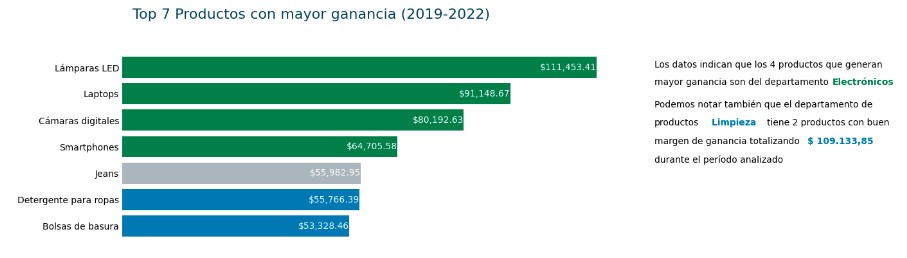 Top 7 Productos con mayor ganancia (2019-2022)
Lámparas LED $111,453.41
Laptops $91,148.67
Cámaras digitales $80,192.63
Smartphones $64,705.58
Jeans $55,982.95
Detergente para ropas $55,766.39
Bolsas de basura $53,328.46
Los datos indican que los 4 productos que generan
mayor ganancia son del departamento Electrónicos
Podemos notar también que el departamento de
productos Limpieza tiene 2 productos con buen
margen de ganancia totalizando $ 109.133,85
durante el período analizado